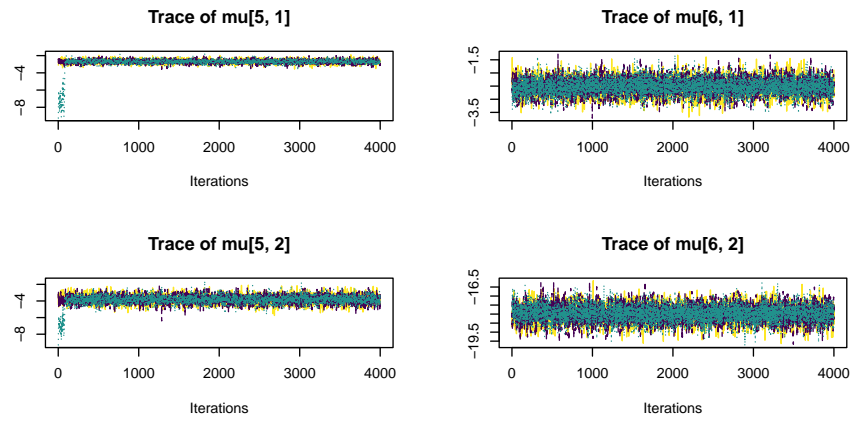 Trace of mu[5, 1]
−4
−8
0 1000 2000 3000 4000
Iterations
Trace of mu[6, 1]
−1.5
−3.5
0 1000 2000 3000 4000
Iterations
Trace of mu[5, 2]
−4
−8
0 1000 2000 3000 4000
Iterations
Trace of mu[6, 2]
−16.5
−19.5
0 1000 2000 3000 4000
Iterations